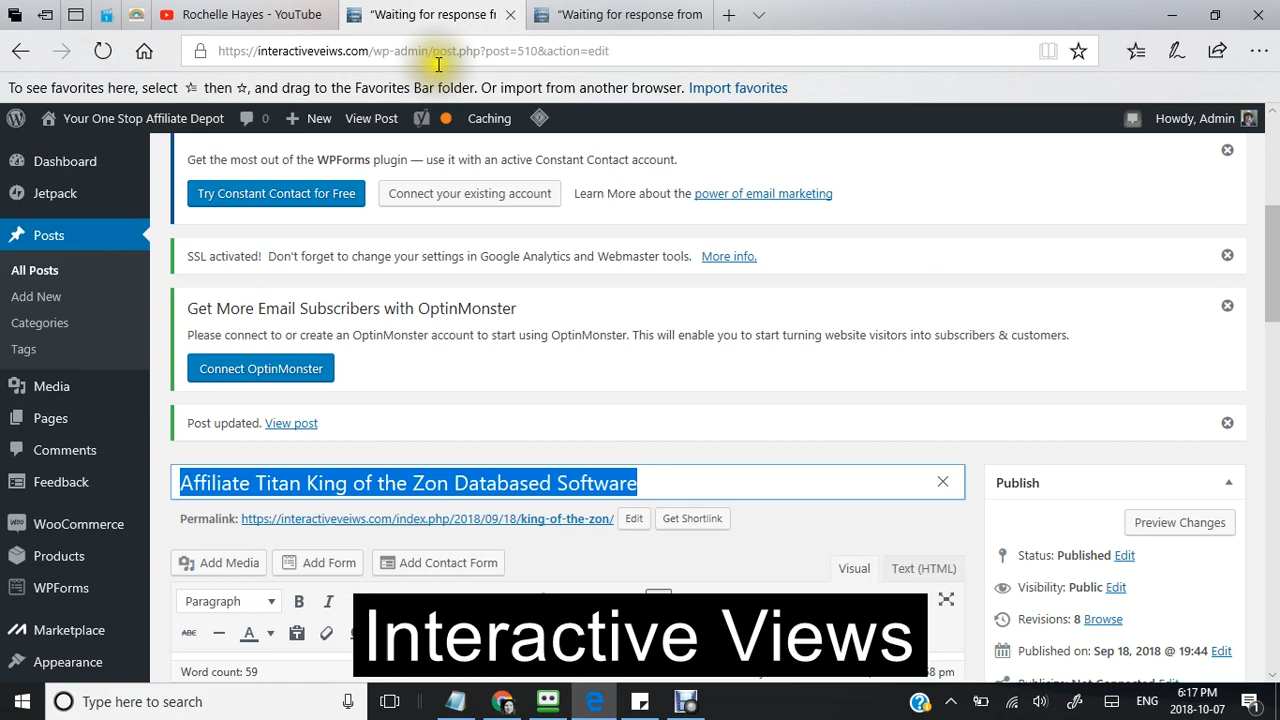 Rochelle Hayes - YouTube
"Waiting for response fr
"Waiting for response from
https://interactiveveiws.com/wp-admin/post.php?post=510&action=edit
To see favorites here, select ☆ then ☆, and drag to the Favorites Bar folder. Or import from another browser. Import favorites
Your One Stop Affiliate Depot
0
New
View Post
Caching
Howdy, Admin
Dashboard
Jetpack
Posts
All Posts
Add New
Categories
Tags
Media
Pages
Comments
Feedback
WooCommerce
Products
WPForms
Marketplace
Appearance
Get the most out of the WPForms plugin — use it with an active Constant Contact account.
Try Constant Contact for Free
Connect your existing account
Learn More about the power of email marketing
SSL activated! Don't forget to change your settings in Google Analytics and Webmaster tools. More info.
Get More Email Subscribers with OptinMonster
Please connect to or create an OptinMonster account to start using OptinMonster. This will enable you to start turning website visitors into subscribers & customers.
Connect OptinMonster
Post updated. View post
Affiliate Titan King of the Zon Databased Software
Permalink: https://interactiveveiws.com/index.php/2018/09/18/king-of-the-zon/
Edit
Get Shortlink
Add Media
Add Form
Add Contact Form
Visual
Text (HTML)
Paragraph
B
I
ABC
A
Word count: 59
58 pm
Publish
Preview Changes
Status: Published Edit
Visibility: Public Edit
Revisions: 8 Browse
Published on: Sep 18, 2018 @ 19:44 Edit
Interactive Views
Type here to search
ENG
6:17 PM
2018-10-07
1